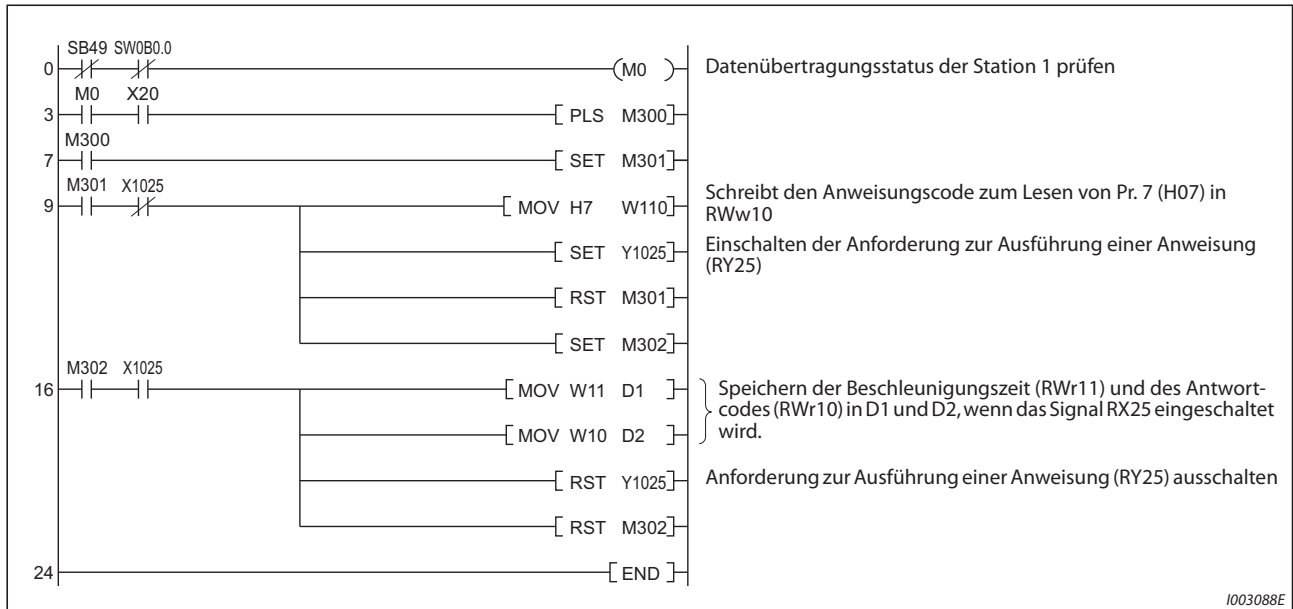 SB49 SW0B0.0
0 (M0 ) Datenübertragungsstatus der Station 1 prüfen
M0 X20
3 [ PLS M300]
M300
7 [ SET M301]
M301 X1025
9 [ MOV H7 W110] Schreibt den Anweisungscode zum Lesen von Pr. 7 (H07) in
RWw10
[ SET Y1025] Einschalten der Anforderung zur Ausführung einer Anweisung
(RY25)
[ RST M301]
[ SET M302]
M302 X1025
16 [ MOV W11 D1 ] Speichern der Beschleunigungszeit (RWr11) und des Antwort-
codes (RWr10) in D1 und D2, wenn das Signal RX25 eingeschaltet
[ MOV W10 D2 ] wird.
[ RST Y1025] Anforderung zur Ausführung einer Anweisung (RY25) ausschalten
[ RST M302]
24 [ END ]
I003088E